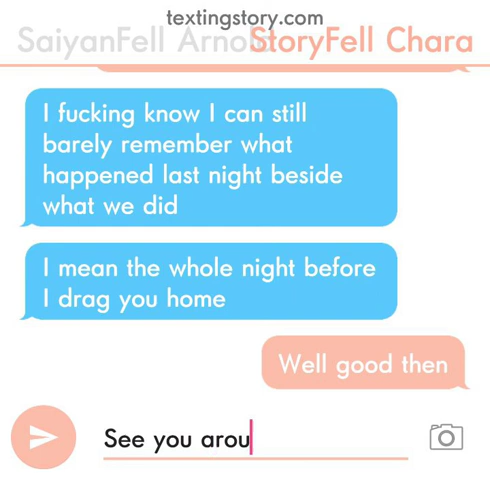 textingstory.com
SaiyanFell Arnold StoryFell Chara
I fucking know I can still
barely remember what
happened last night beside
what we did
I mean the whole night before
I drag you home
Well good then
See you arou